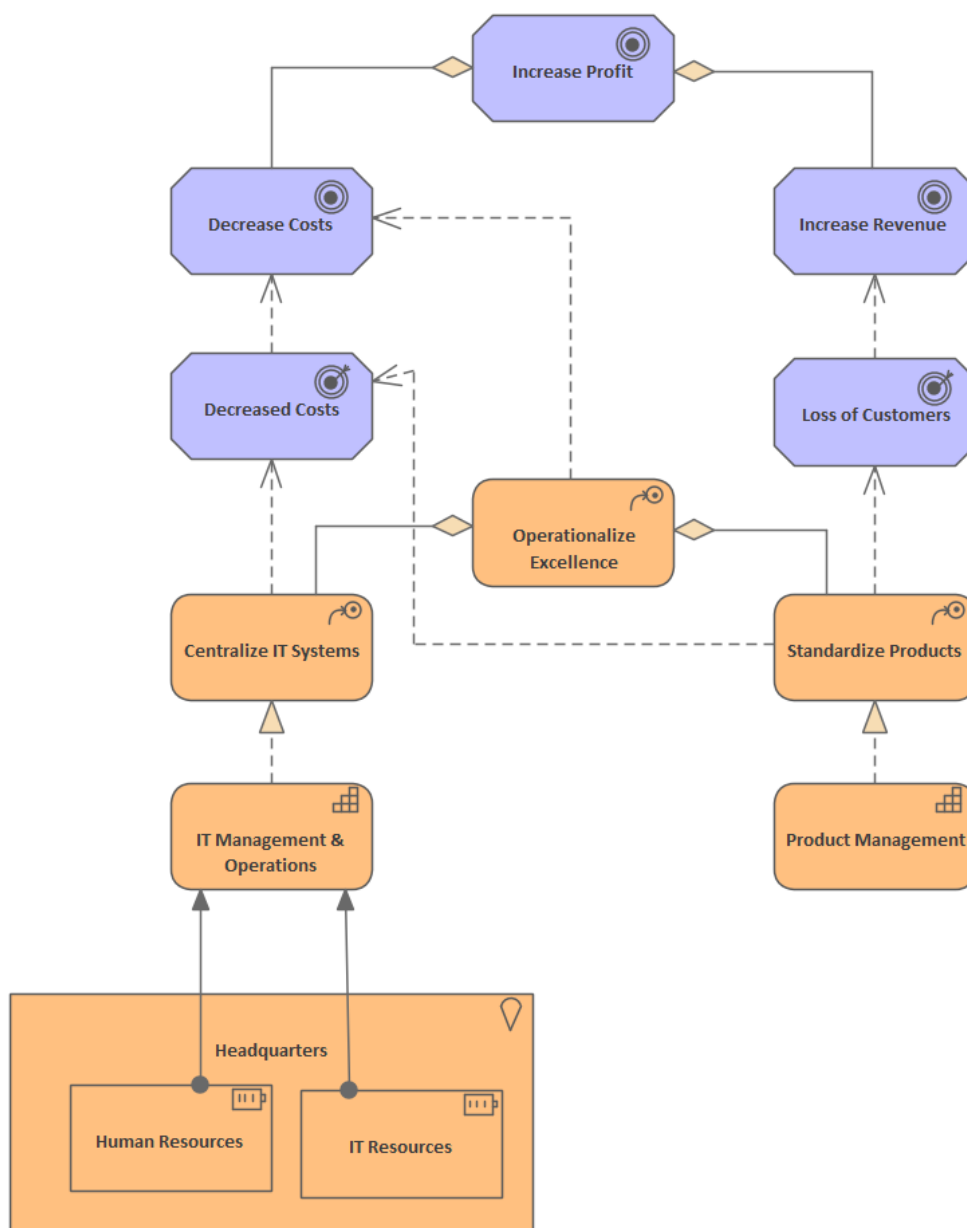 Increase Profit
Decrease Costs
Increase Revenue
Decreased Costs
Loss of Customers
Operationalize
Excellence
Centralize IT Systems
Standardize Products
IT Management &
Operations
Product Management
Headquarters
Human Resources
IT Resources